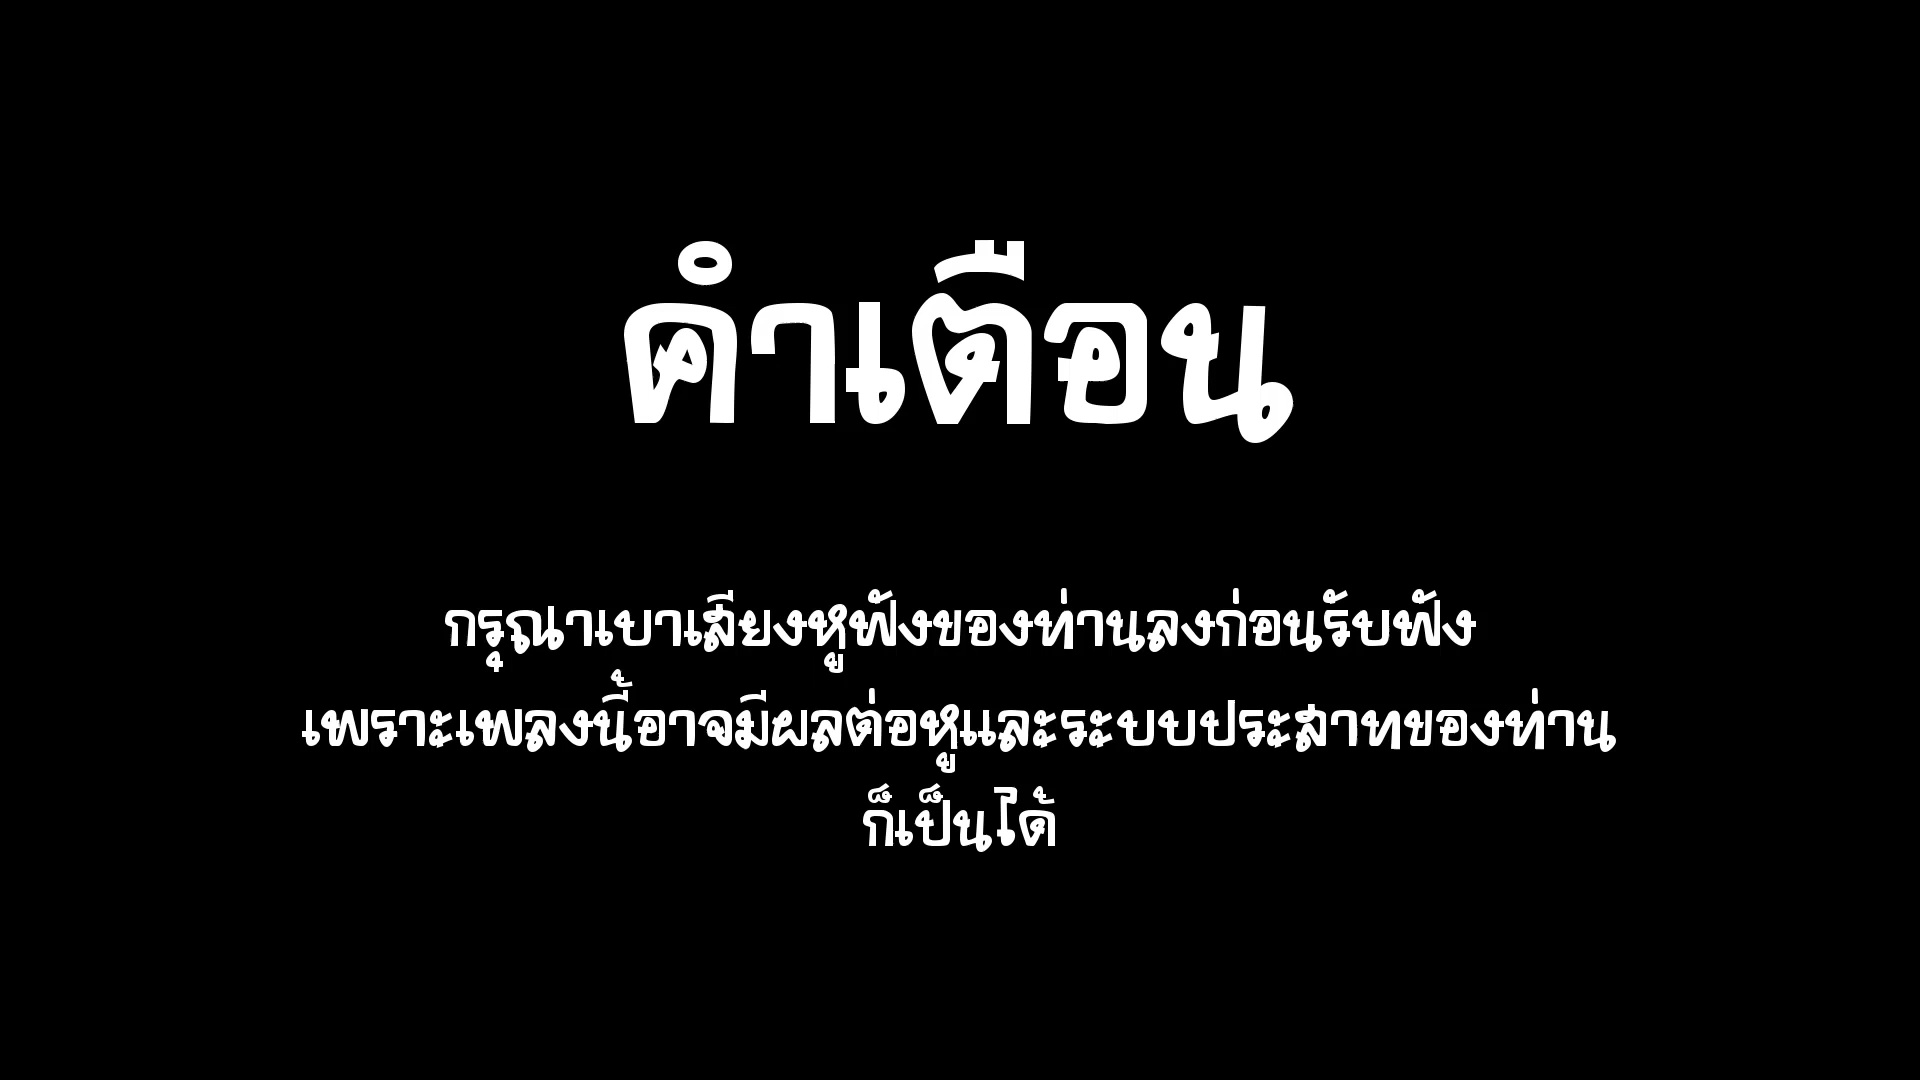 คำเตือน
กรุณาเบาเสียงหูฟังของท่านลงก่อนรับฟัง
เพราะเพลงนี้อาจมีผลต่อหูและระบบประสาทของท่าน
ก็เป็นได้